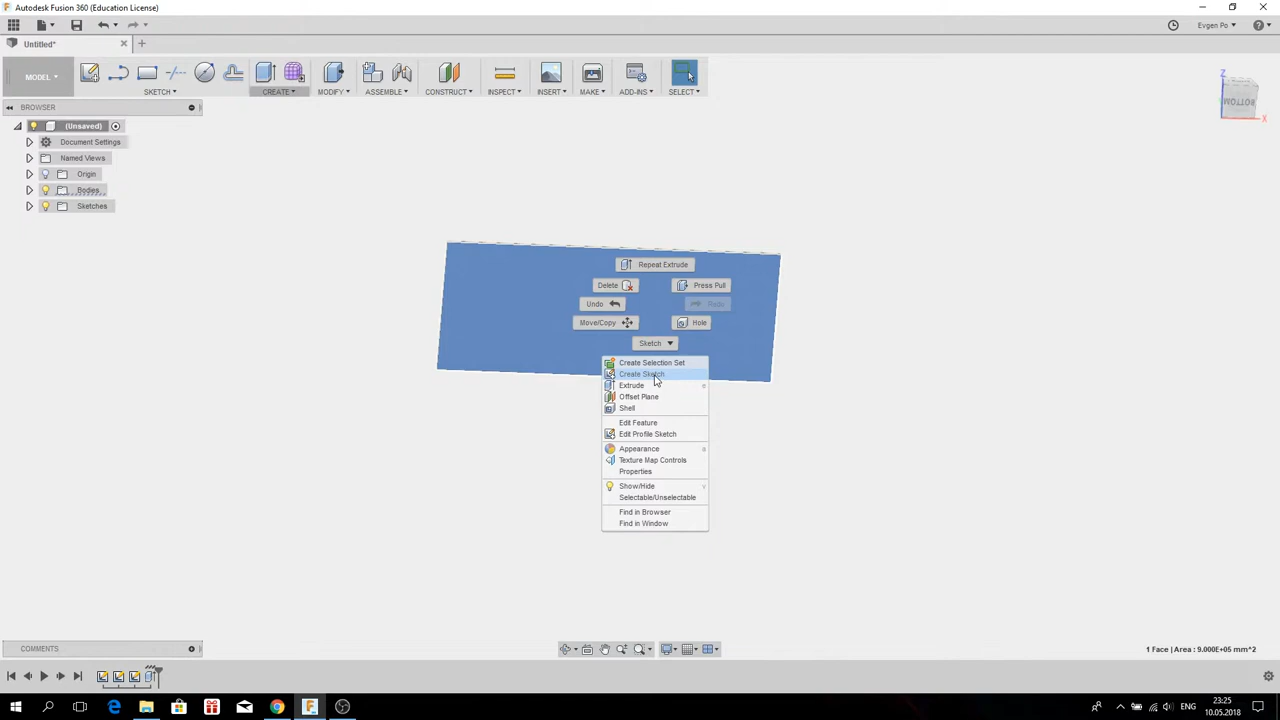 Autodesk Fusion 360 (Education License)
Evgen Po
Untitled*
MODEL
SKETCH
CREATE
MODIFY
ASSEMBLE
CONSTRUCT
INSPECT
INSERT
MAKE
ADD-INS
SELECT
Z
BOTTOM
X
BROWSER
(Unsaved)
Document Settings
Named Views
Origin
Bodies
Sketches
Repeat Extrude
Delete
Press Pull
Undo
Redo
Move/Copy
Hole
Sketch
Create Selection Set
Create Sketch
Extrude
Offset Plane
Shell
Edit Feature
Edit Profile Sketch
Appearance
Texture Map Controls
Properties
Show/Hide
Selectable/Unselectable
Find in Browser
Find in Window
COMMENTS
1 Face | Area : 9.000E+05 mm^2
ENG
23:25
10.05.2018